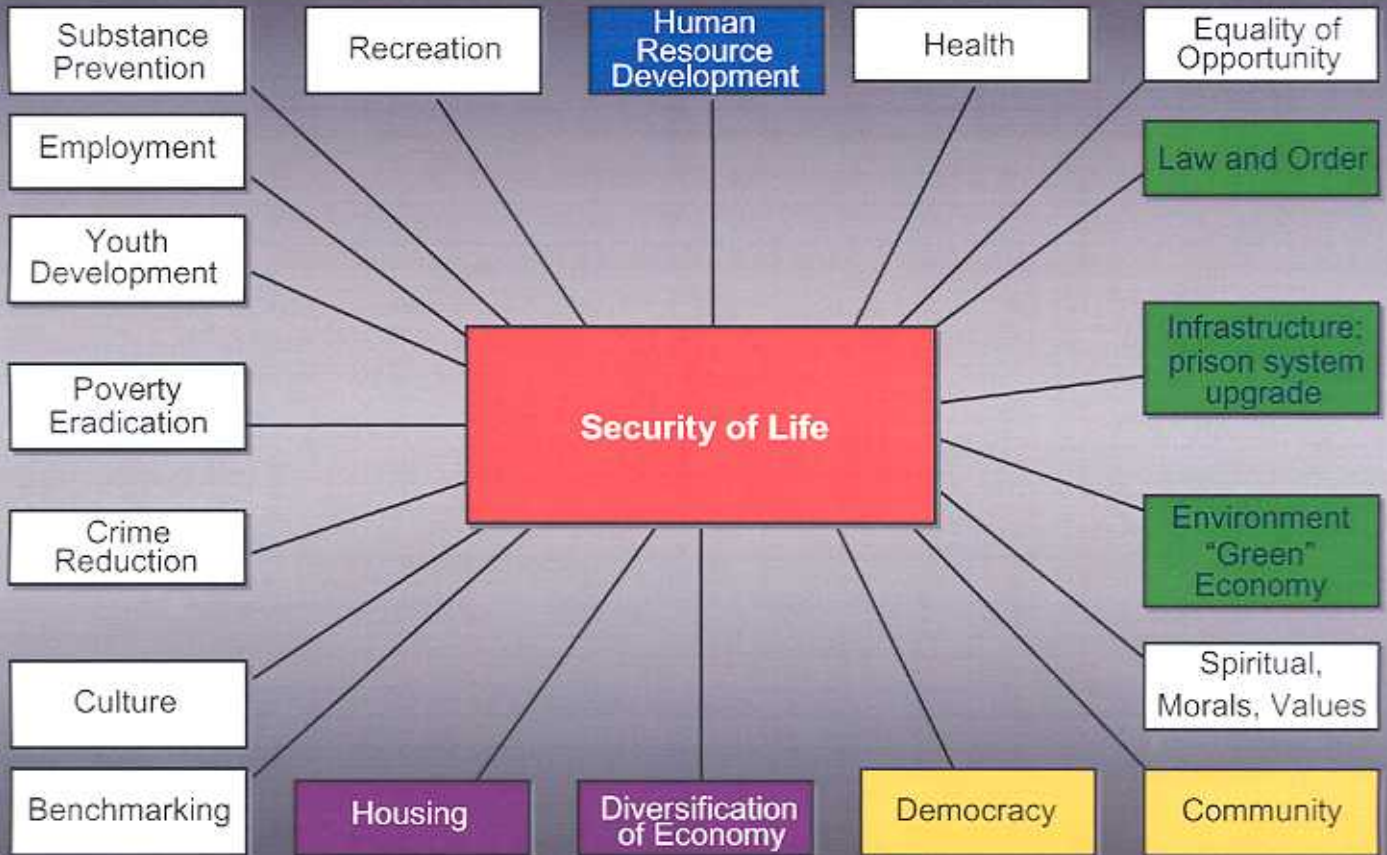 Substance
Prevention
Recreation
Human
Resource
Development
Health
Equality of
Opportunity
Employment
Law and Order
Youth
Development
Infrastructure:
prison system
upgrade
Poverty
Eradication
Security of Life
Crime
Reduction
Environment
“Green”
Economy
Culture
Spiritual,
Morals, Values
Benchmarking
Housing
Diversification
of Economy
Democracy
Community